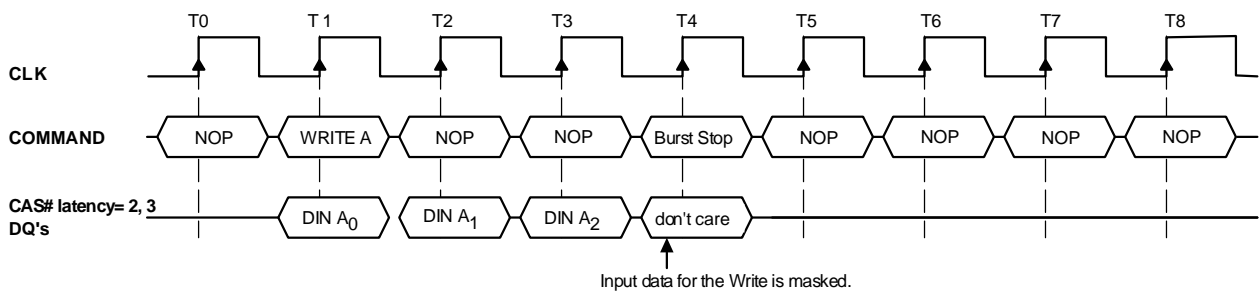 T0 T1 T2 T3 T4 T5 T6 T7 T8
CLK
COMMAND NOP WRITE A NOP NOP Burst Stop NOP NOP NOP NOP
CAS# latency= 2, 3
DQ's DIN A0 DIN A1 DIN A2 don't care
Input data for the Write is masked.